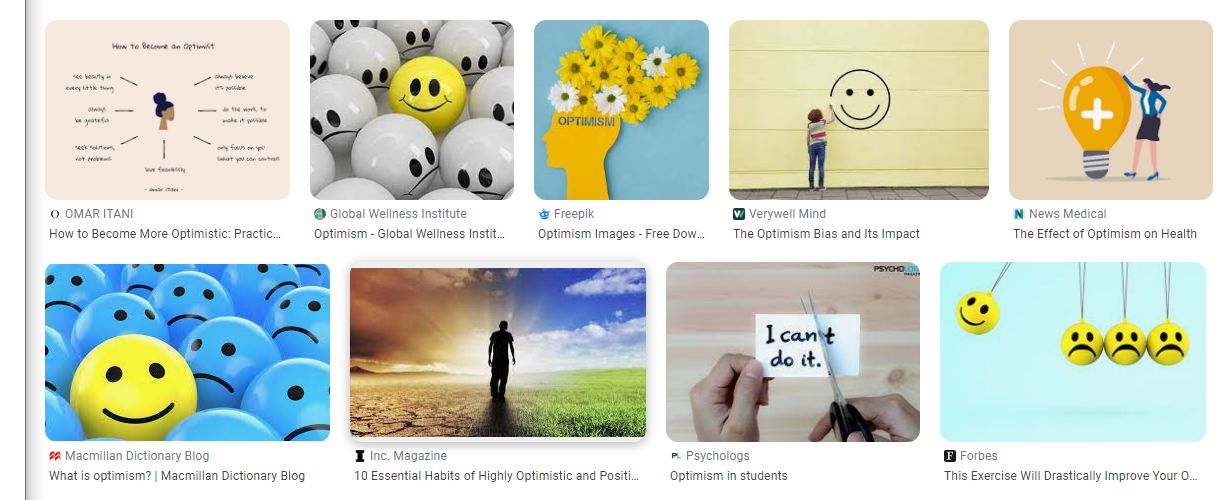 How to Become an Optimist
see beauty in
every little thing
always believe
it's possible
always
be grateful
do the work, to
make it possible
seek solutions,
not problems
only focus on you
(what you can control)
love fearlessly
- omar itani -
OPTIMISM
OMAR ITANI
How to Become More Optimistic: Practic...
Global Wellness Institute
Optimism - Global Wellness Instit...
Freepik
Optimism Images - Free Dow...
Verywell Mind
The Optimism Bias and Its Impact
N
News Medical
The Effect of Optimism on Health
PSYCHOLOGS
I can't
do it.
Macmillan Dictionary Blog
What is optimism? | Macmillan Dictionary Blog
Inc. Magazine
10 Essential Habits of Highly Optimistic and Positi...
PL
Psychologs
Optimism in students
F
Forbes
This Exercise Will Drastically Improve Your O...